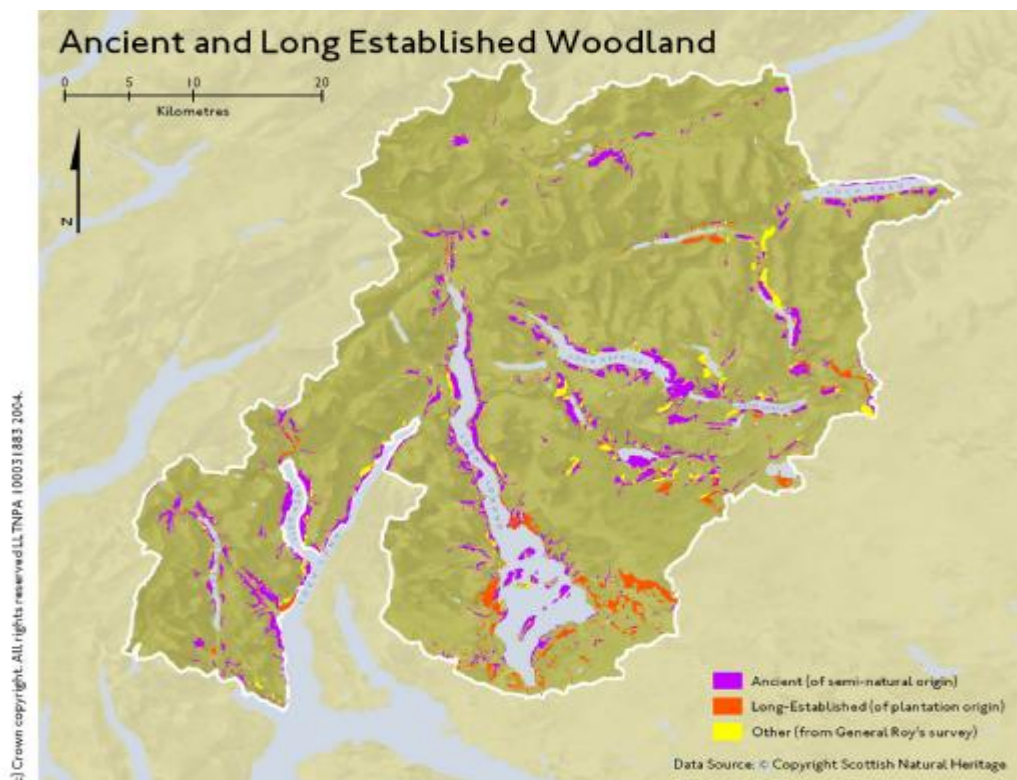 Ancient and Long Established Woodland
0 5 10 20
Kilometres
N
Ancient (of semi-natural origin)
Long-Established (of plantation origin)
Other (from General Roy's survey)
Data Source: © Copyright Scottish Natural Heritage
c) Crown copyright. All rights reserved LLTNPA 100031883 2004.